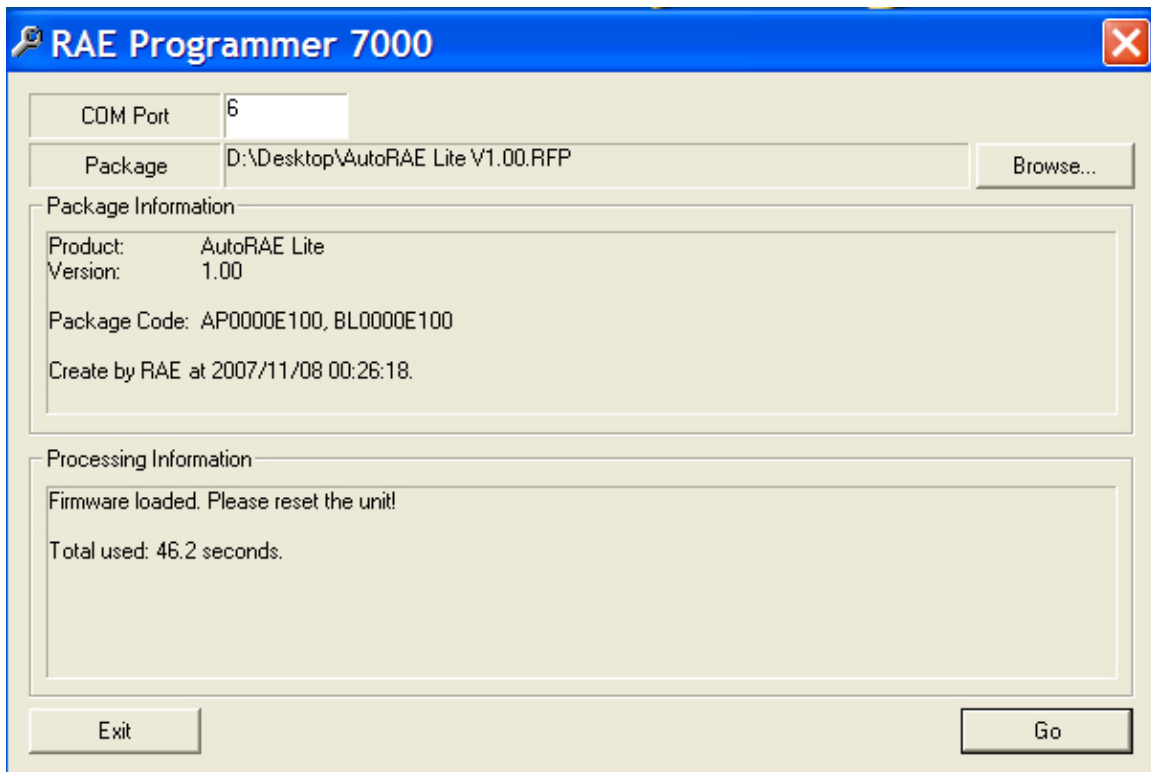 RAE Programmer 7000
COM Port 6
Package D:\Desktop\AutoRAE Lite V1.00.RFP Browse...
Package Information
Product: AutoRAE Lite
Version: 1.00
Package Code: AP0000E100, BL0000E100
Create by RAE at 2007/11/08 00:26:18.
Processing Information
Firmware loaded. Please reset the unit!
Total used: 46.2 seconds.
Exit Go